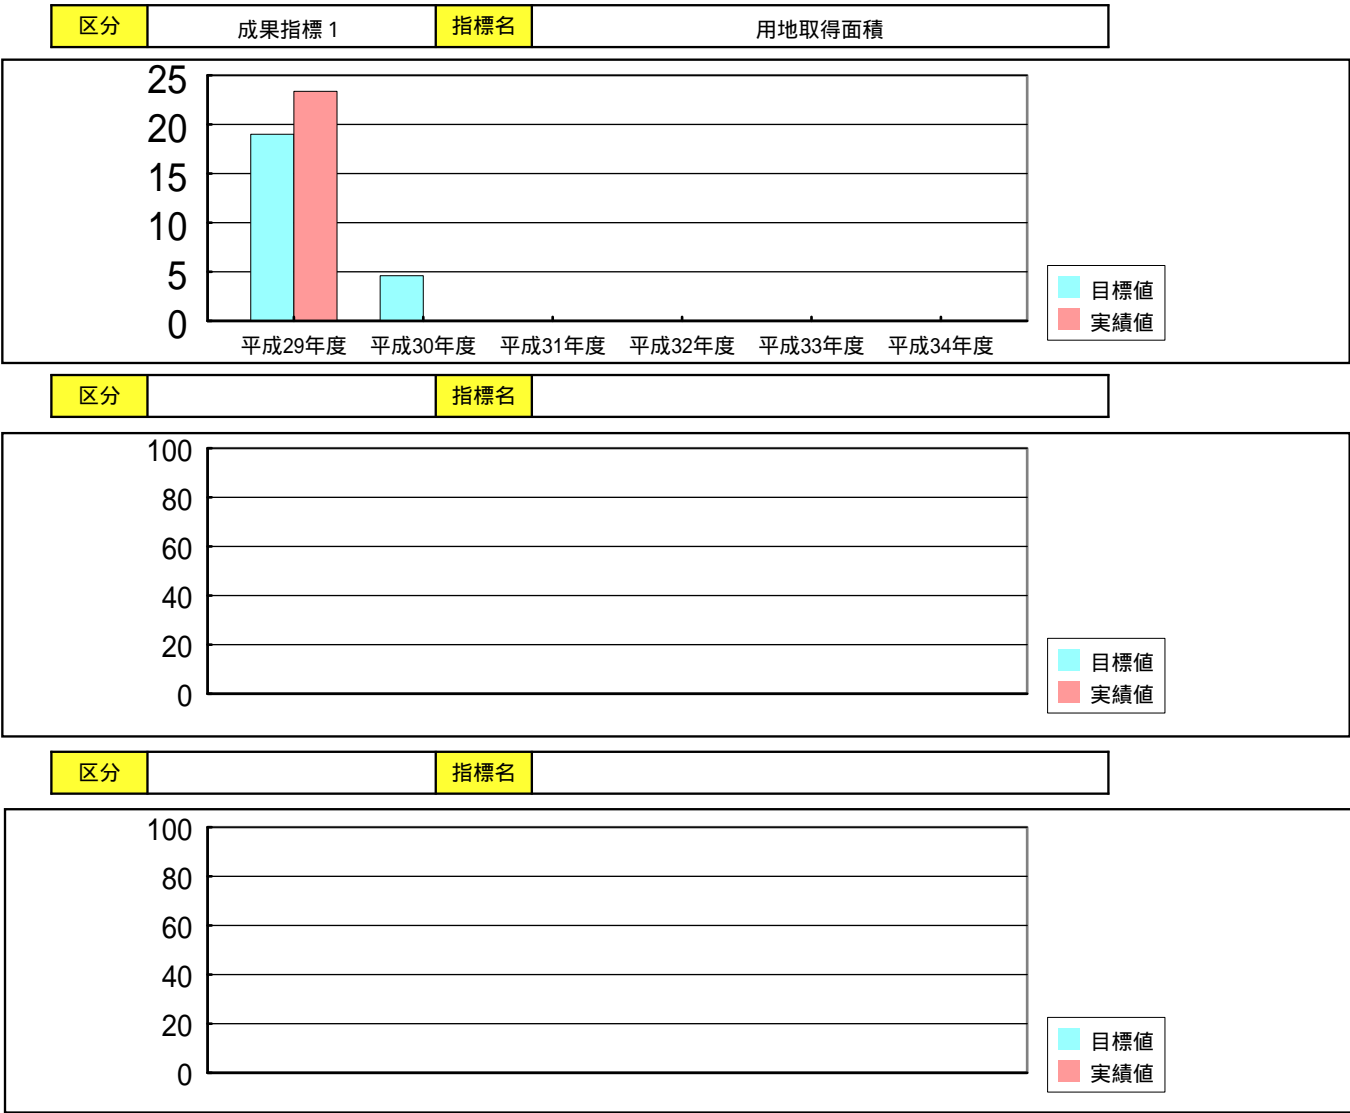 区分 成果指標１ 指標名 用地取得面積
25
20
15
10
5
0
平成29年度 平成30年度 平成31年度 平成32年度 平成33年度 平成34年度
目標値
実績値
区分 指標名
100
80
60
40
20
0
目標値
実績値
区分 指標名
100
80
60
40
20
0
目標値
実績値